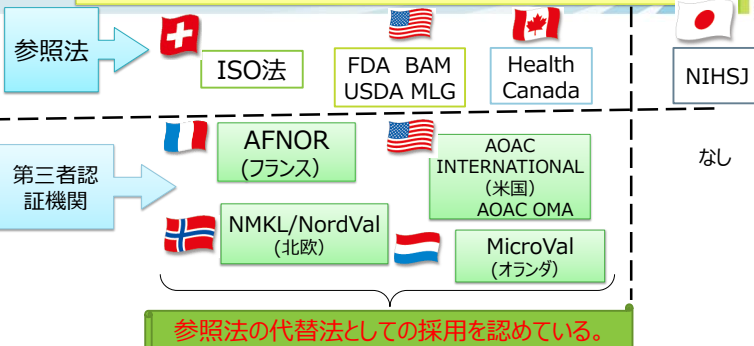 参照法
ISO法
FDA BAM
USDA MLG
Health
Canada
NIHSJ
第三者認
証機関
AFNOR
(フランス)
AOAC
INTERNATIONAL
(米国)
AOAC OMA
なし
NMKL/NordVal
(北欧)
MicroVal
(オランダ)
参照法の代替法としての採用を認めている。